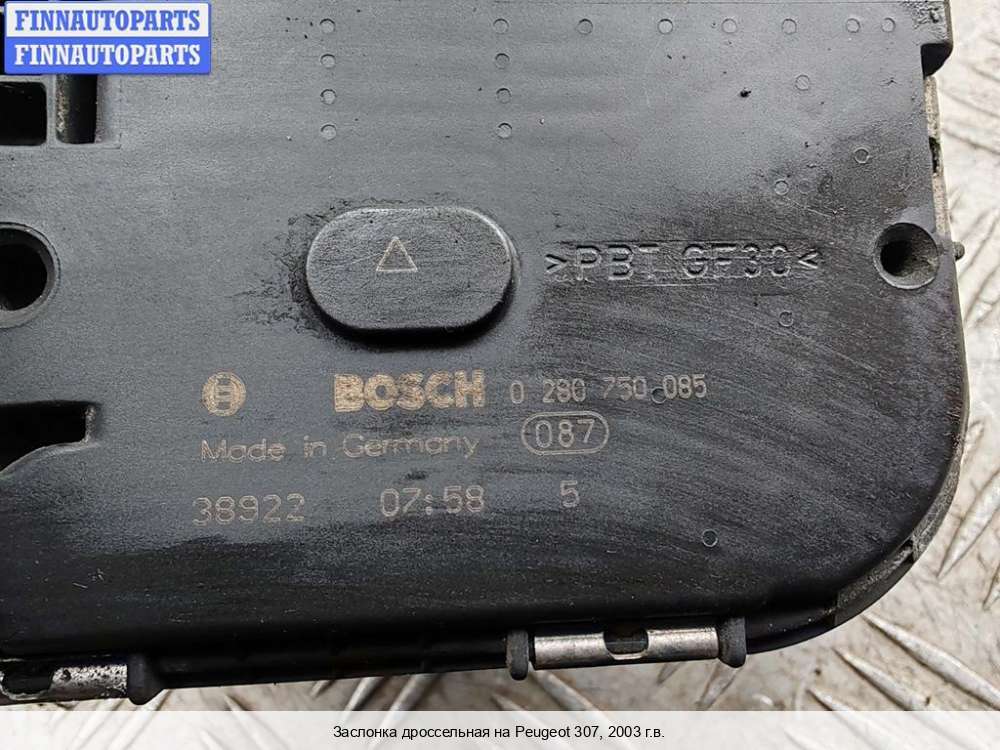 FINNAUTOPARTS
FINNAUTOPARTS
>PBT GF30<
BOSCH 0 280 750 085
Made in Germany 087
38922 07:58 5
Заслонка дроссельная на Peugeot 307, 2003 г.в.